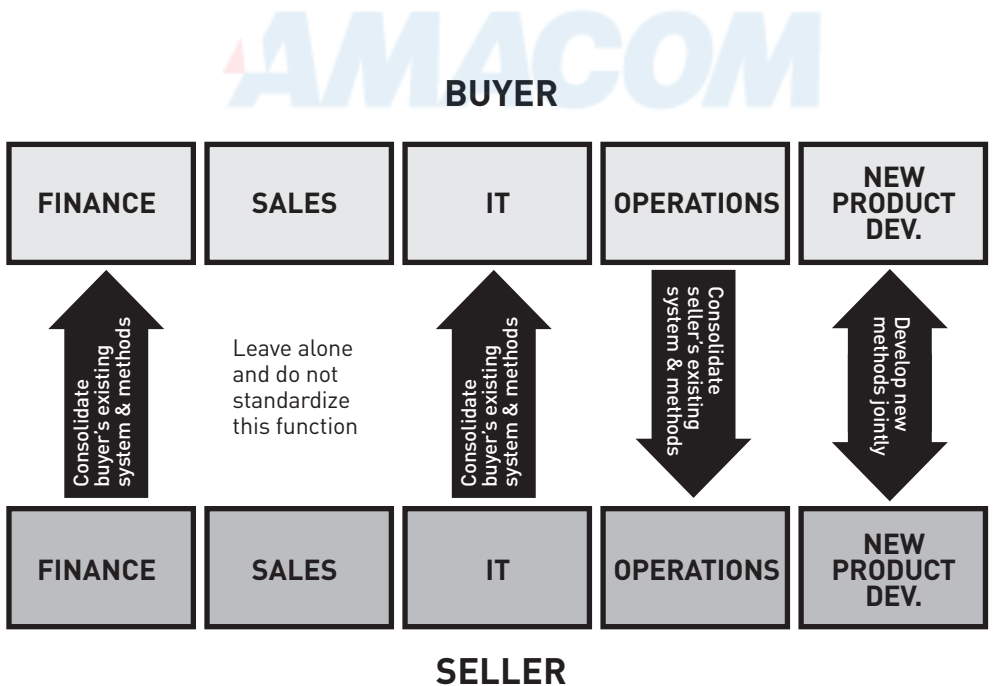 AMACOM
BUYER
FINANCE
SALES
IT
OPERATIONS
NEW
PRODUCT
DEV.
Consolidate
buyer's existing
system & methods
Leave alone
and do not
standardize
this function
Consolidate
buyer's existing
system & methods
Consolidate
seller's existing
system & methods
Develop new
methods jointly
FINANCE
SALES
IT
OPERATIONS
NEW
PRODUCT
DEV.
SELLER